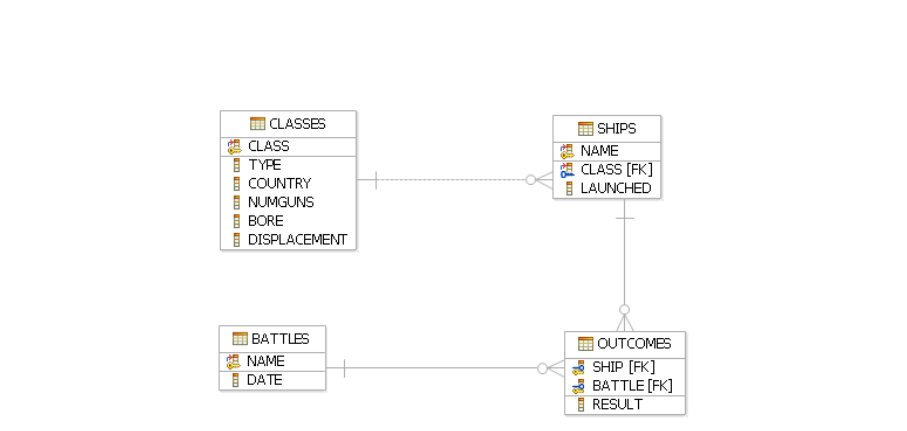 CLASSES
CLASS
TYPE
COUNTRY
NUMGUNS
BORE
DISPLACEMENT
SHIPS
NAME
CLASS [FK]
LAUNCHED
BATTLES
NAME
DATE
OUTCOMES
SHIP [FK]
BATTLE [FK]
RESULT